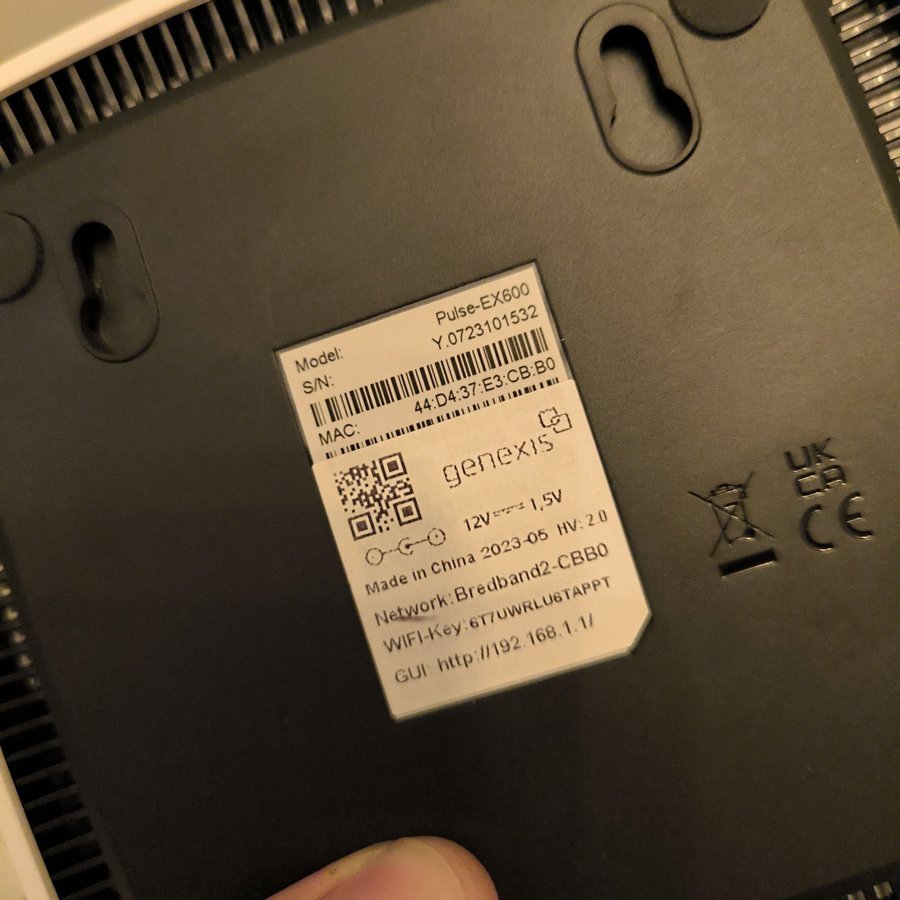 Model: Pulse-EX600
S/N: Y.0723101532
MAC: 44:D4:37:E3:CB:B0
genexis
12V⎓ 1,5V
Made in China 2023-05 HV: 2.0
Network:Bredband2-CBB0
WIFI-Key:6T7UWRLU6TAPPT
GUI: http://192.168.1.1/
UK
CA
CE